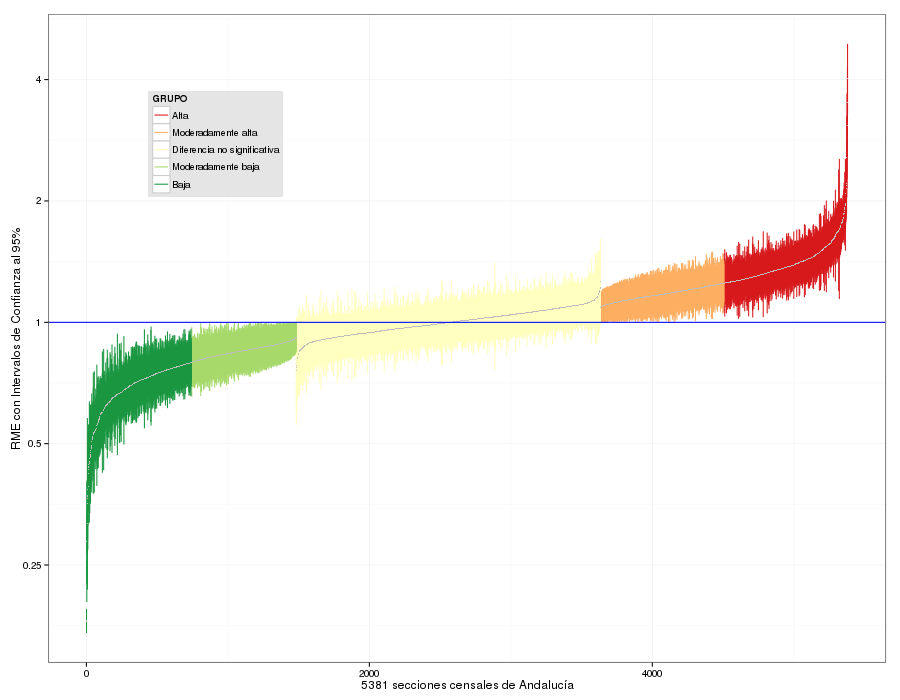 4
2
1
0.5
0.25
RME con Intervalos de Confianza al 95%
GRUPO
Alta
Moderadamente alta
Diferencia no significativa
Moderadamente baja
Baja
0
2000
4000
5381 secciones censales de Andalucía